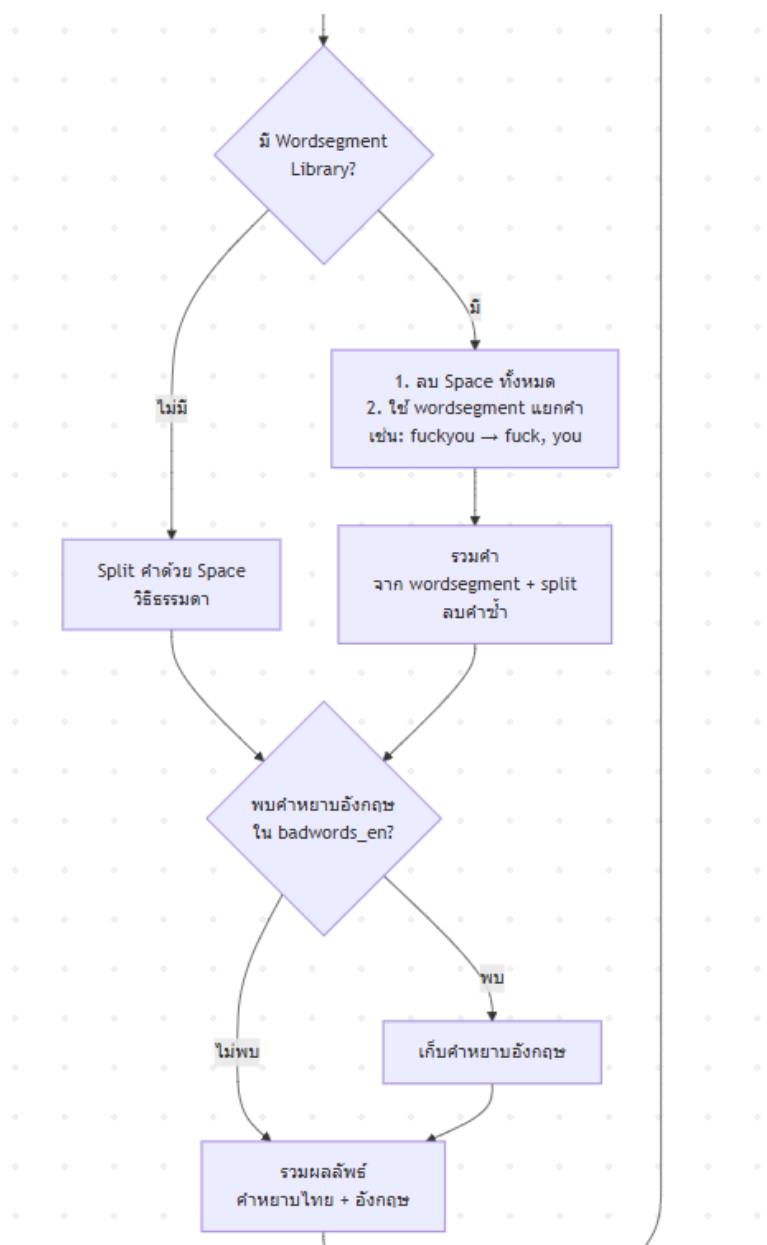 มี Wordsegment
Library?
มี
1. ลบ Space ทั้งหมด
2. ใช้ wordsegment แยกคำ
เช่น: fuckyou → fuck, you
ไม่มี
Split คำด้วย Space
วิธีธรรมดา
รวมคำ
จาก wordsegment + split
ลบคำซ้ำ
พบคำหยาบอังกฤษ
ใน badwords_en?
พบ
ไม่พบ
เก็บคำหยาบอังกฤษ
รวมผลลัพธ์
คำหยาบไทย + อังกฤษ